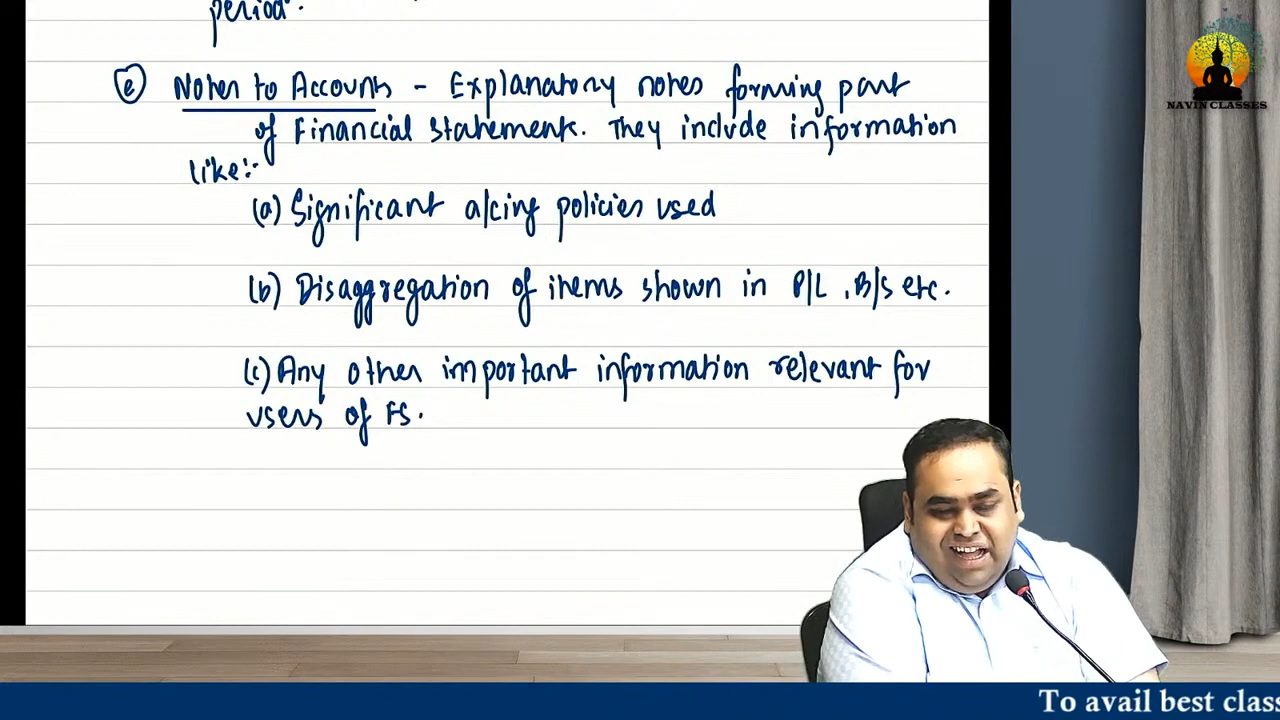 period.
(e) Notes to Accounts - Explanatory notes forming part
of Financial Statements. They include information
like:-
(a) Significant a/cing policies used
(b) Disaggregation of items shown in P/L, B/S etc.
(c) Any other important information relevant for
users of FS.
NAVIN CLASSES
To avail best class